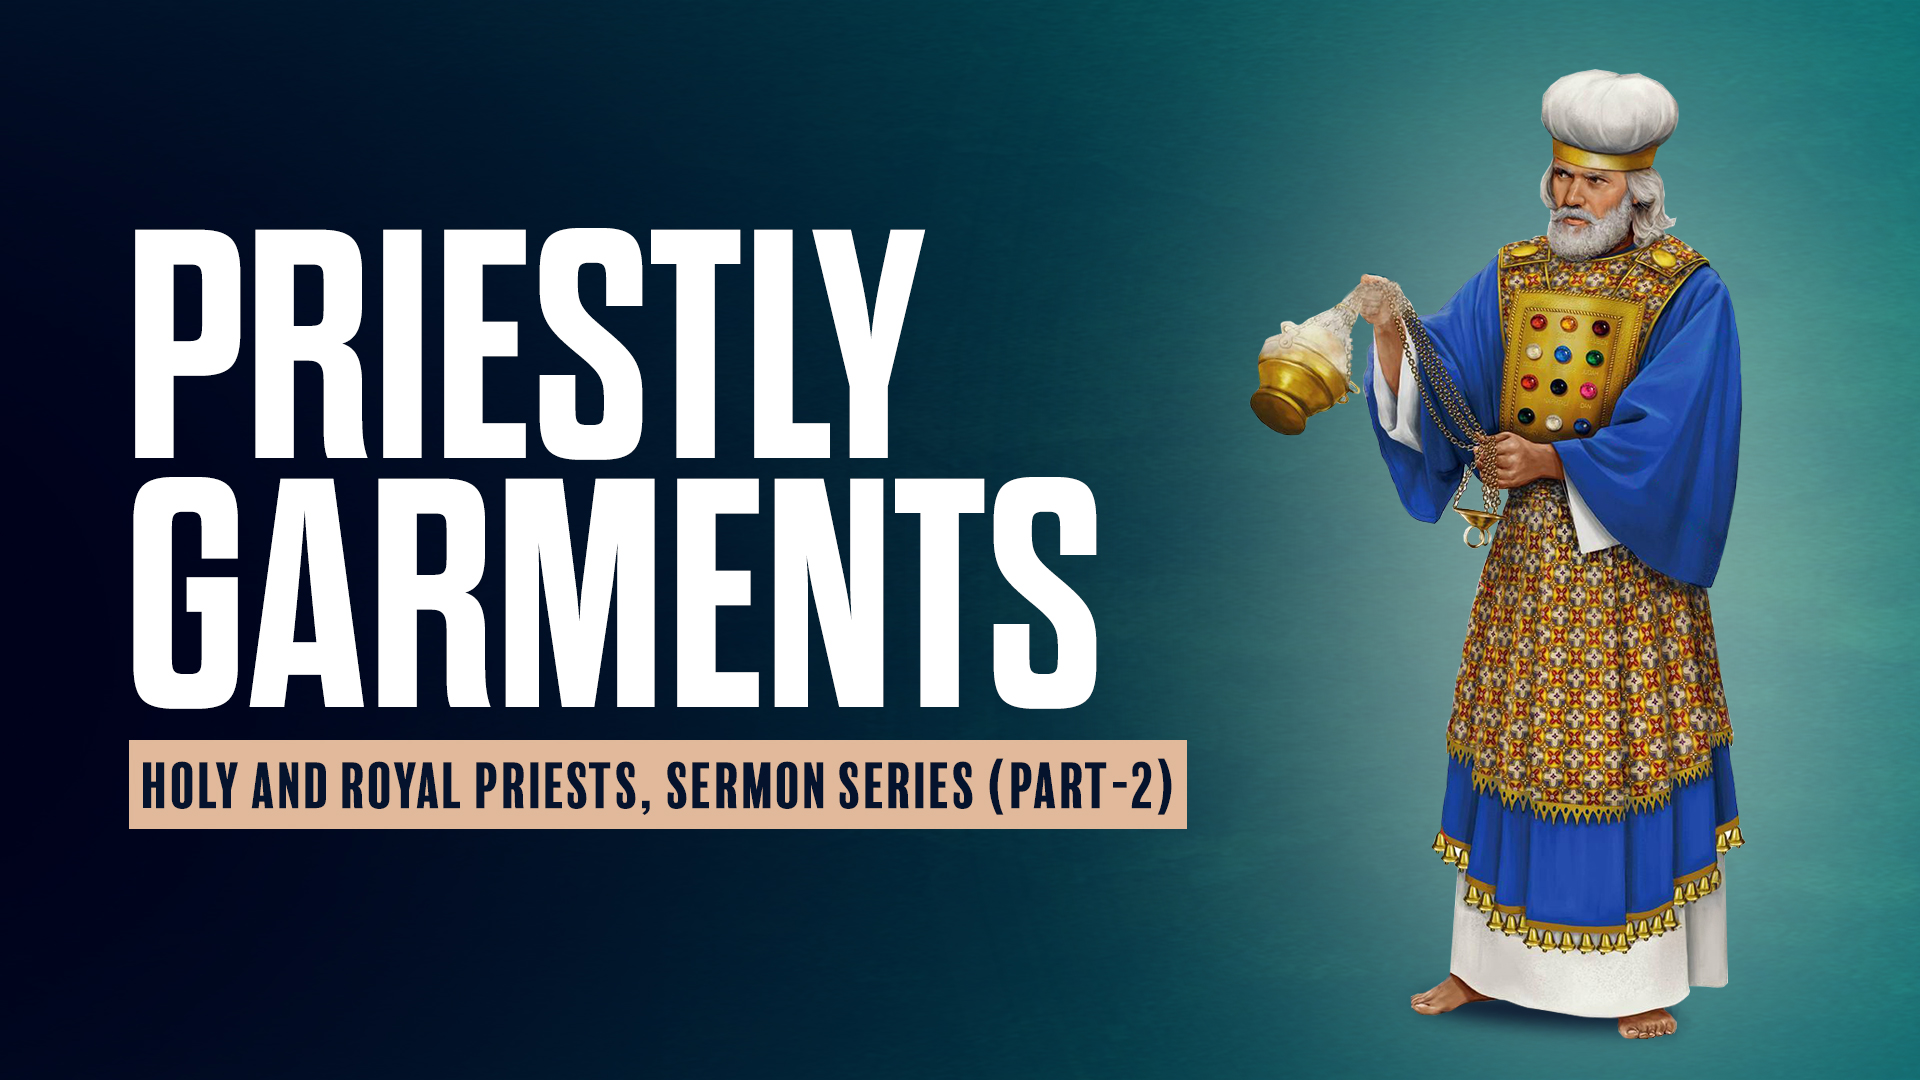 PRIESTLY
GARMENTS
HOLY AND ROYAL PRIESTS, SERMON SERIES (PART-2)